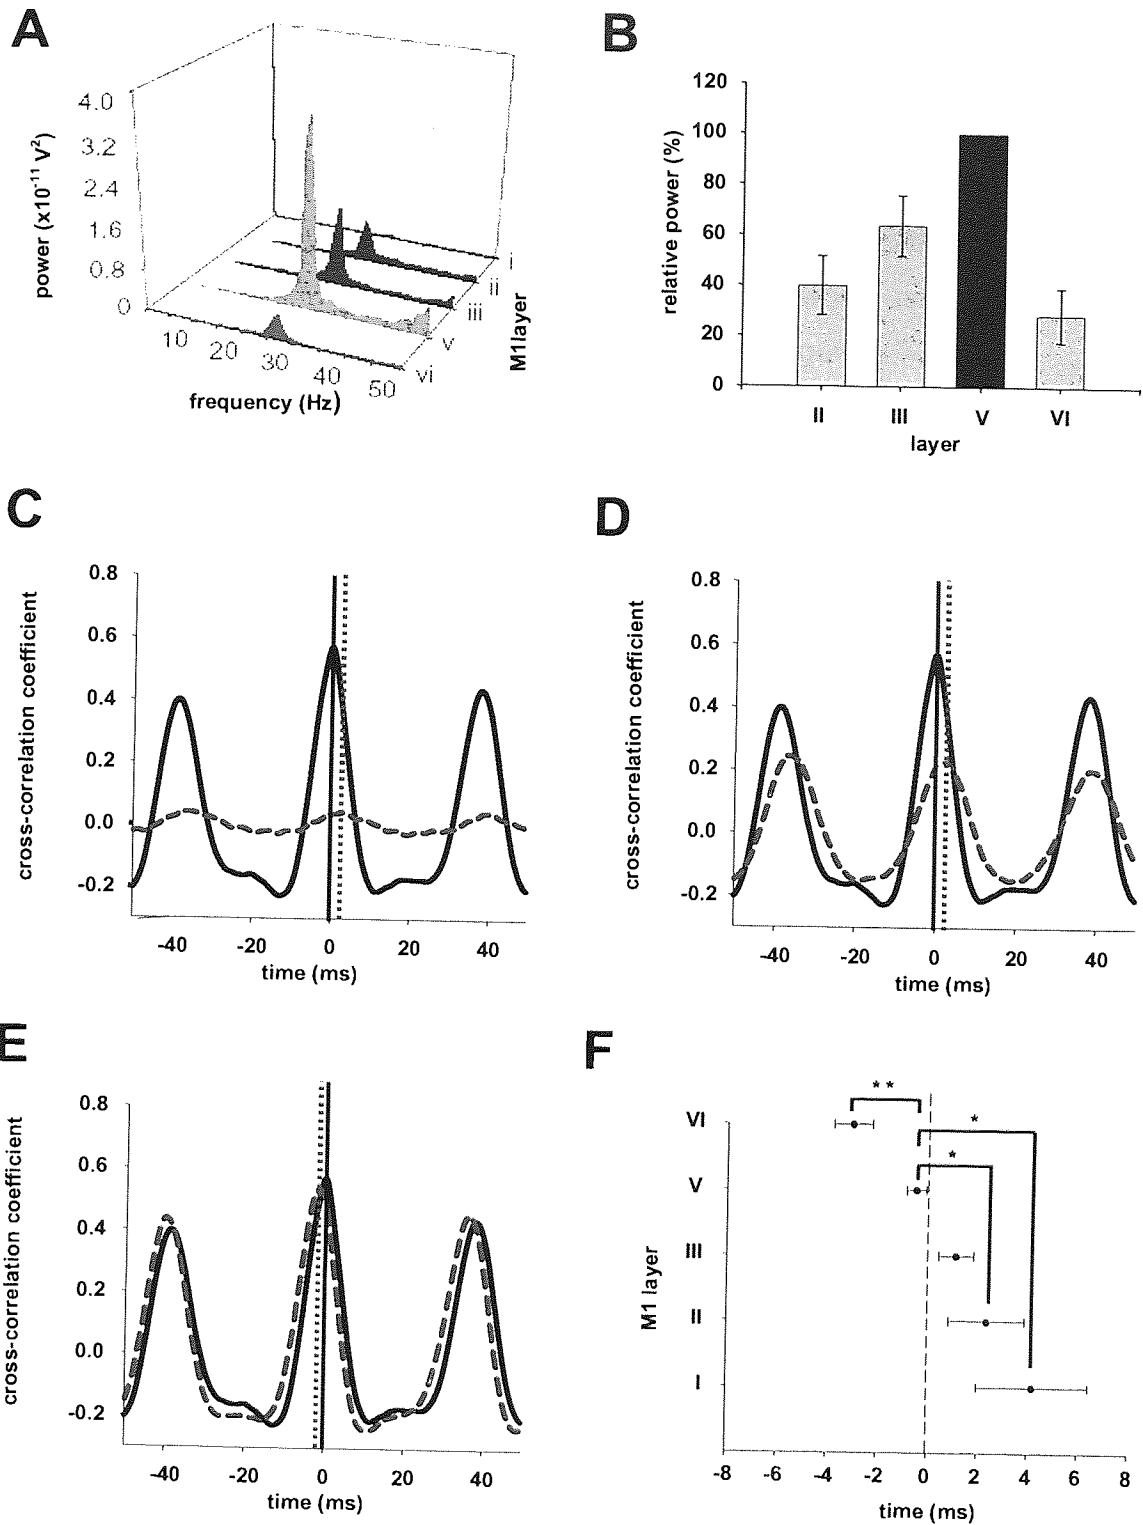 A
4.0
3.2
2.4
1.6
0.8
0
power (x10⁻¹¹ V²)
10
20
30
40
50
frequency (Hz)
i
ii
iii
v
vi
M1layer
B
120
100
80
60
40
20
0
relative power (%)
II III V VI
layer
C
0.8
0.6
0.4
0.2
0.0
-0.2
cross-correlation coefficient
-40 -20 0 20 40
time (ms)
D
0.8
0.6
0.4
0.2
0.0
-0.2
cross-correlation coefficient
-40 -20 0 20 40
time (ms)
E
0.8
0.6
0.4
0.2
0.0
-0.2
cross-correlation coefficient
-40 -20 0 20 40
time (ms)
F
VI
V
III
II
I
M1 layer
* *
*
*
-8 -6 -4 -2 0 2 4 6 8
time (ms)